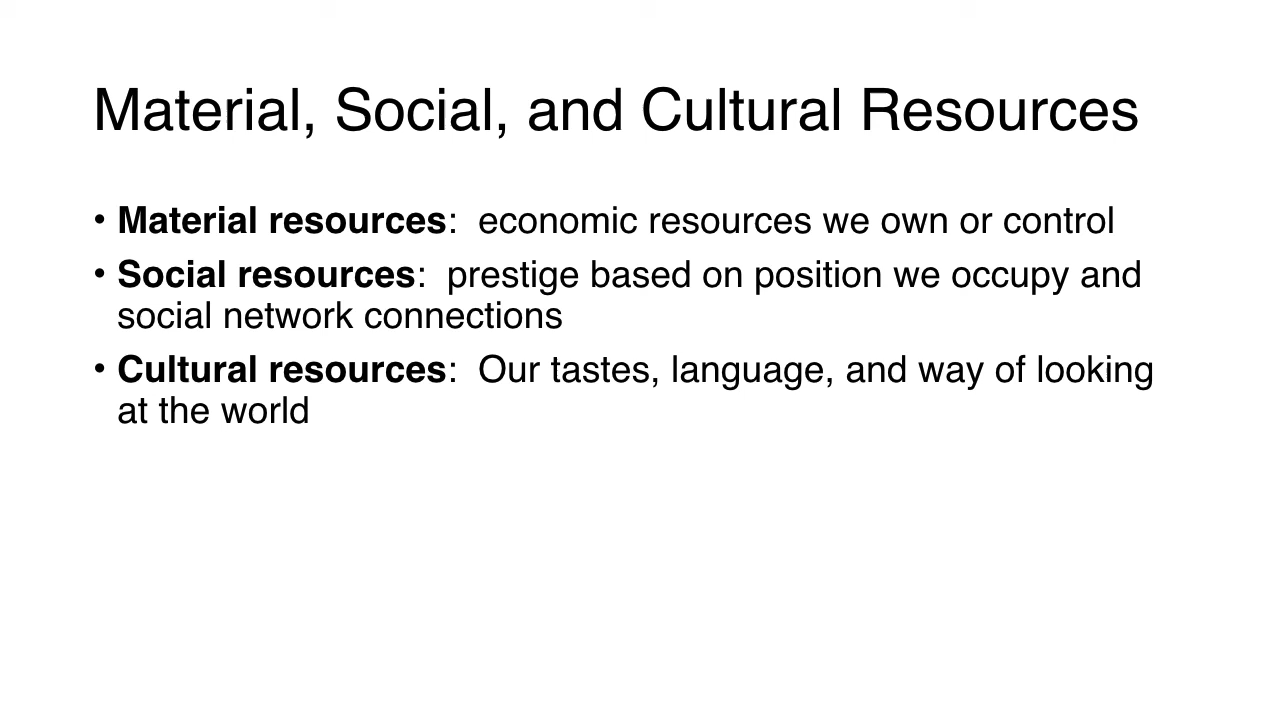 Material, Social, and Cultural Resources
• Material resources:  economic resources we own or control
• Social resources:  prestige based on position we occupy and
social network connections
• Cultural resources:  Our tastes, language, and way of looking
at the world